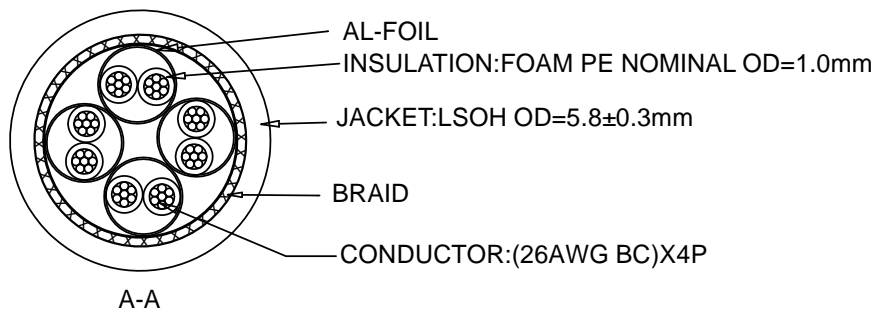 AL-FOIL
INSULATION:FOAM PE NOMINAL OD=1.0mm
JACKET:LSOH OD=5.8±0.3mm
BRAID
CONDUCTOR:(26AWG BC)X4P
A-A